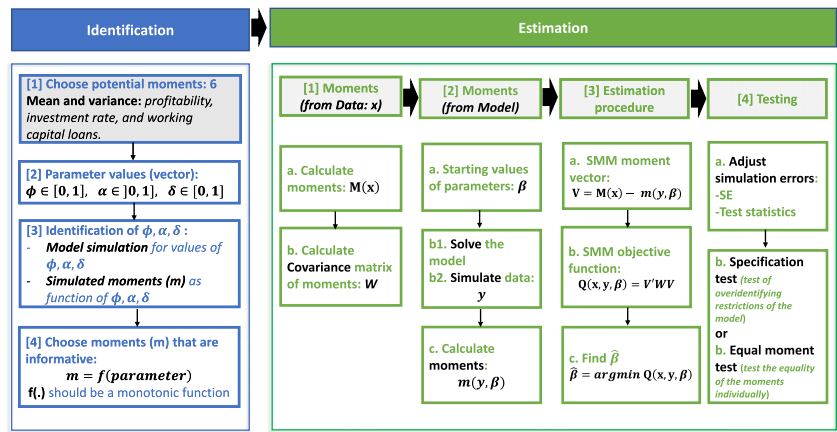 Identification
Estimation
[1] Choose potential moments: 6
Mean and variance: profitability,
investment rate, and working
capital loans.
[2] Parameter values (vector):
ϕ ∈ [0, 1], α ∈ ]0, 1], δ ∈ [0, 1]
[3] Identification of ϕ, α, δ :
- Model simulation for values of
ϕ, α, δ
- Simulated moments (m) as
function of ϕ, α, δ
[4] Choose moments (m) that are
informative:
m = f(parameter)
f(.) should be a monotonic function
[1] Moments
(from Data: x)
a. Calculate
moments: M(x)
b. Calculate
Covariance matrix
of moments: W
[2] Moments
(from Model)
a. Starting values
of parameters: β
b1. Solve the
model
b2. Simulate data:
y
c. Calculate
moments:
m(y, β)
[3] Estimation
procedure
a. SMM moment
vector:
V = M(x) − m(y, β)
b. SMM objective
function:
Q(x, y, β) = V′WV
c. Find β̂
β̂ = argmin Q(x, y, β)
[4] Testing
a. Adjust
simulation errors:
-SE
-Test statistics
b. Specification
test (test of
overidentifying
restrictions of the
model)
or
b. Equal moment
test (test the equality
of the moments
individually)